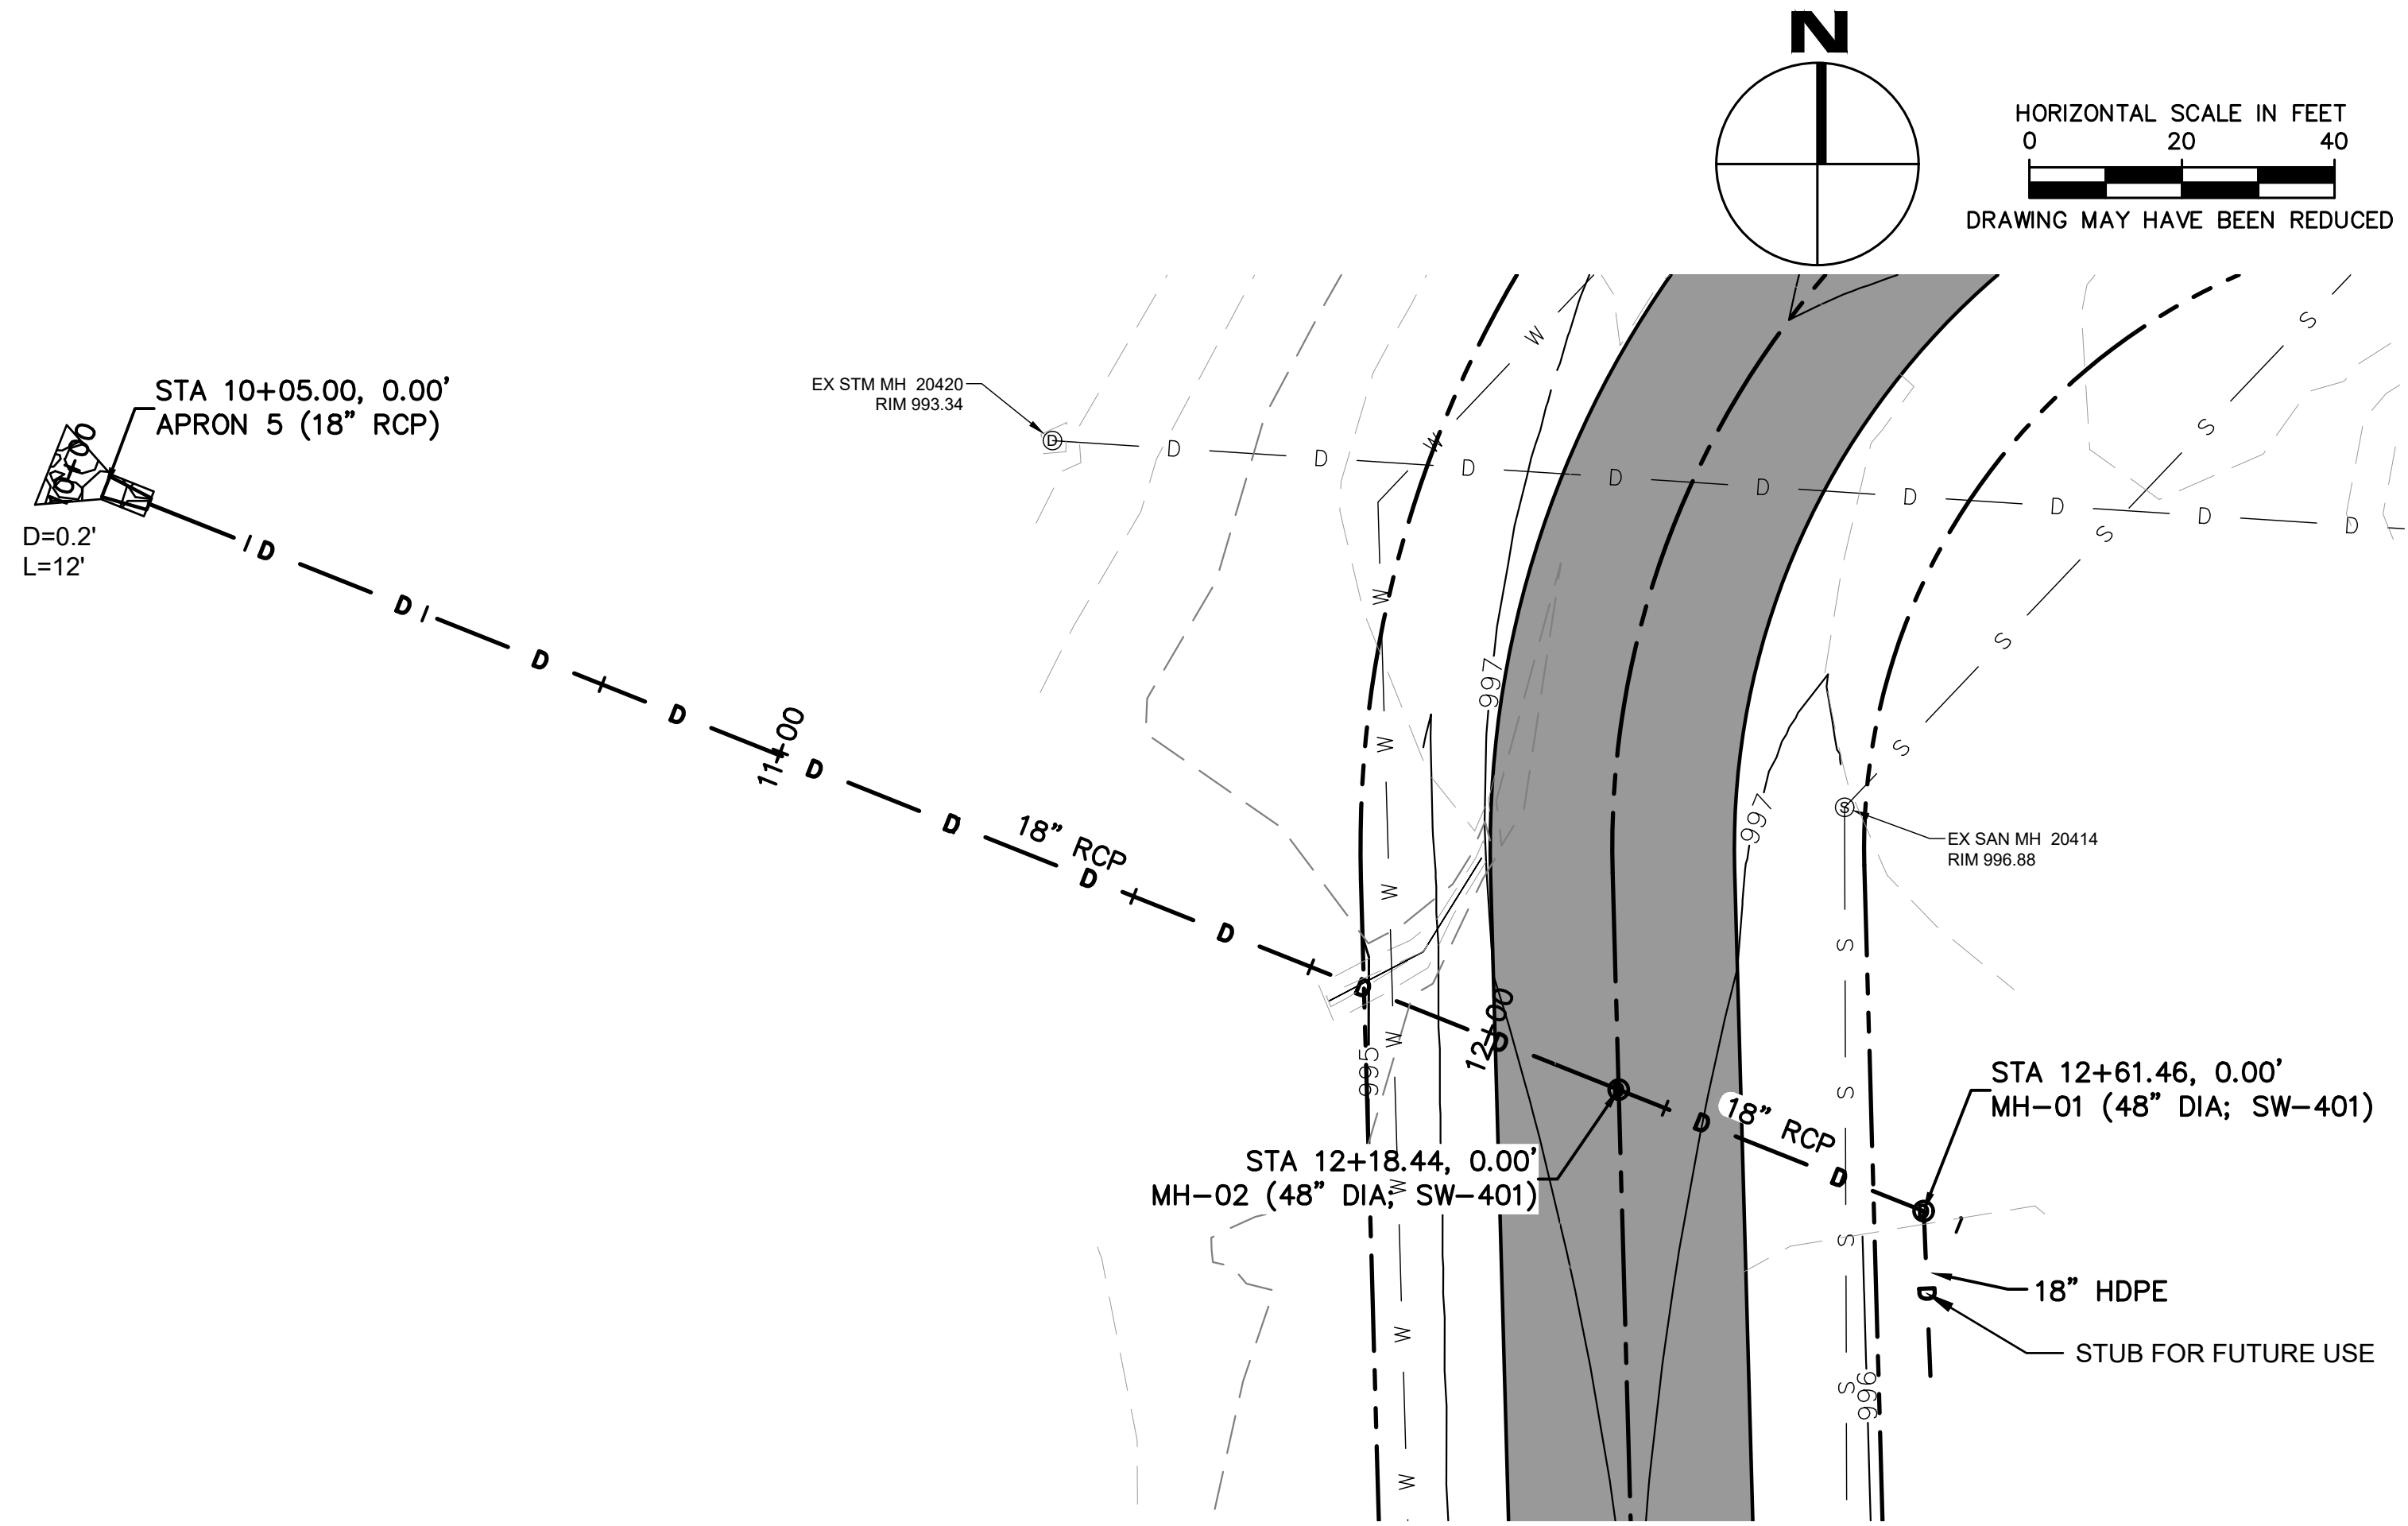 N
HORIZONTAL SCALE IN FEET
0 20 40
DRAWING MAY HAVE BEEN REDUCED
STA 10+05.00, 0.00'
APRON 5 (18" RCP)
10+00
D=0.2'
L=12'
EX STM MH 20420
RIM 993.34
D D D D D D D D D
W W W W W W W W W W
S S S S S S S S S
997
997
11+00
18" RCP
D D D D D D D D D D D D
EX SAN MH 20414
RIM 996.88
12+00
995
STA 12+61.46, 0.00'
MH-01 (48" DIA; SW-401)
18" RCP
STA 12+18.44, 0.00'
MH-02 (48" DIA; SW-401)
18" HDPE
D
STUB FOR FUTURE USE
996